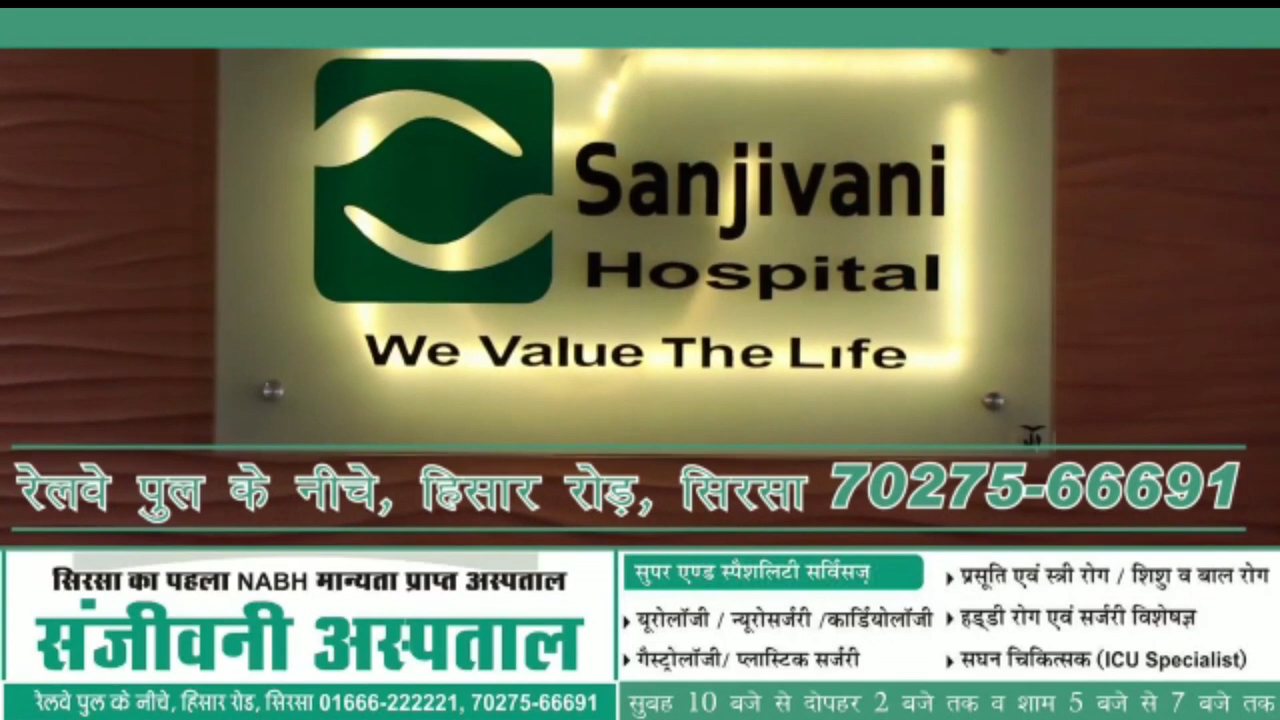 Sanjivani
Hospital
We Value The Life
रेलवे पुल के नीचे, हिसार रोड़, सिरसा 70275-66691
सिरसा का पहला NABH मान्यता प्राप्त अस्पताल
संजीवनी अस्पताल
रेलवे पुल के नीचे, हिसार रोड, सिरसा 01666-222221, 70275-66691
सुपर एण्ड स्पैशलिटी सर्विसज़
यूरोलॉजी / न्यूरोसर्जरी /कार्डियोलॉजी
गैस्ट्रोलॉजी/ प्लास्टिक सर्जरी
प्रसूति एवं स्त्री रोग / शिशु व बाल रोग
हड्डी रोग एवं सर्जरी विशेषज्ञ
सघन चिकित्सक (ICU Specialist)
सुबह 10 बजे से दोपहर 2 बजे तक व शाम 5 बजे से 7 बजे तक